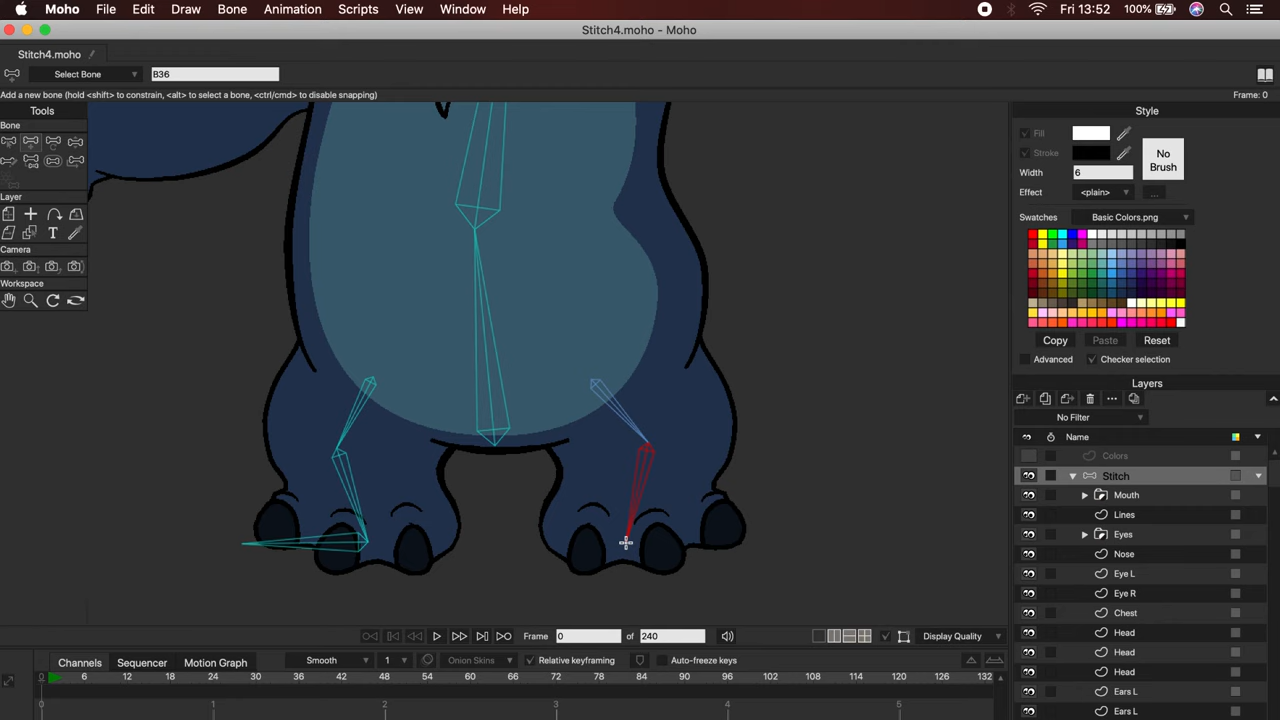 Moho File Edit Draw Bone Animation Scripts View Window Help Fri 13:52 100%
Stitch4.moho - Moho
Stitch4.moho
Select Bone B36
Add a new bone (hold <shift> to constrain, <alt> to select a bone, <ctrl/cmd> to disable snapping) Frame: 0
Tools
Bone
Layer
Camera
Workspace
Style
Fill
Stroke
No Brush
Width 6
Effect <plain> ...
Swatches Basic Colors.png
Copy Paste Reset
Advanced Checker selection
Layers
No Filter
Name
Colors
Stitch
Mouth
Lines
Eyes
Nose
Eye L
Eye R
Chest
Head
Head
Head
Ears L
Ears L
Frame 0 of 240 Display Quality
Channels Sequencer Motion Graph Smooth 1 Onion Skins Relative keyframing Auto-freeze keys
0 6 12 18 24 30 36 42 48 54 60 66 72 78 84 90 96 102 108 114 120 126 132
0 1 2 3 4 5